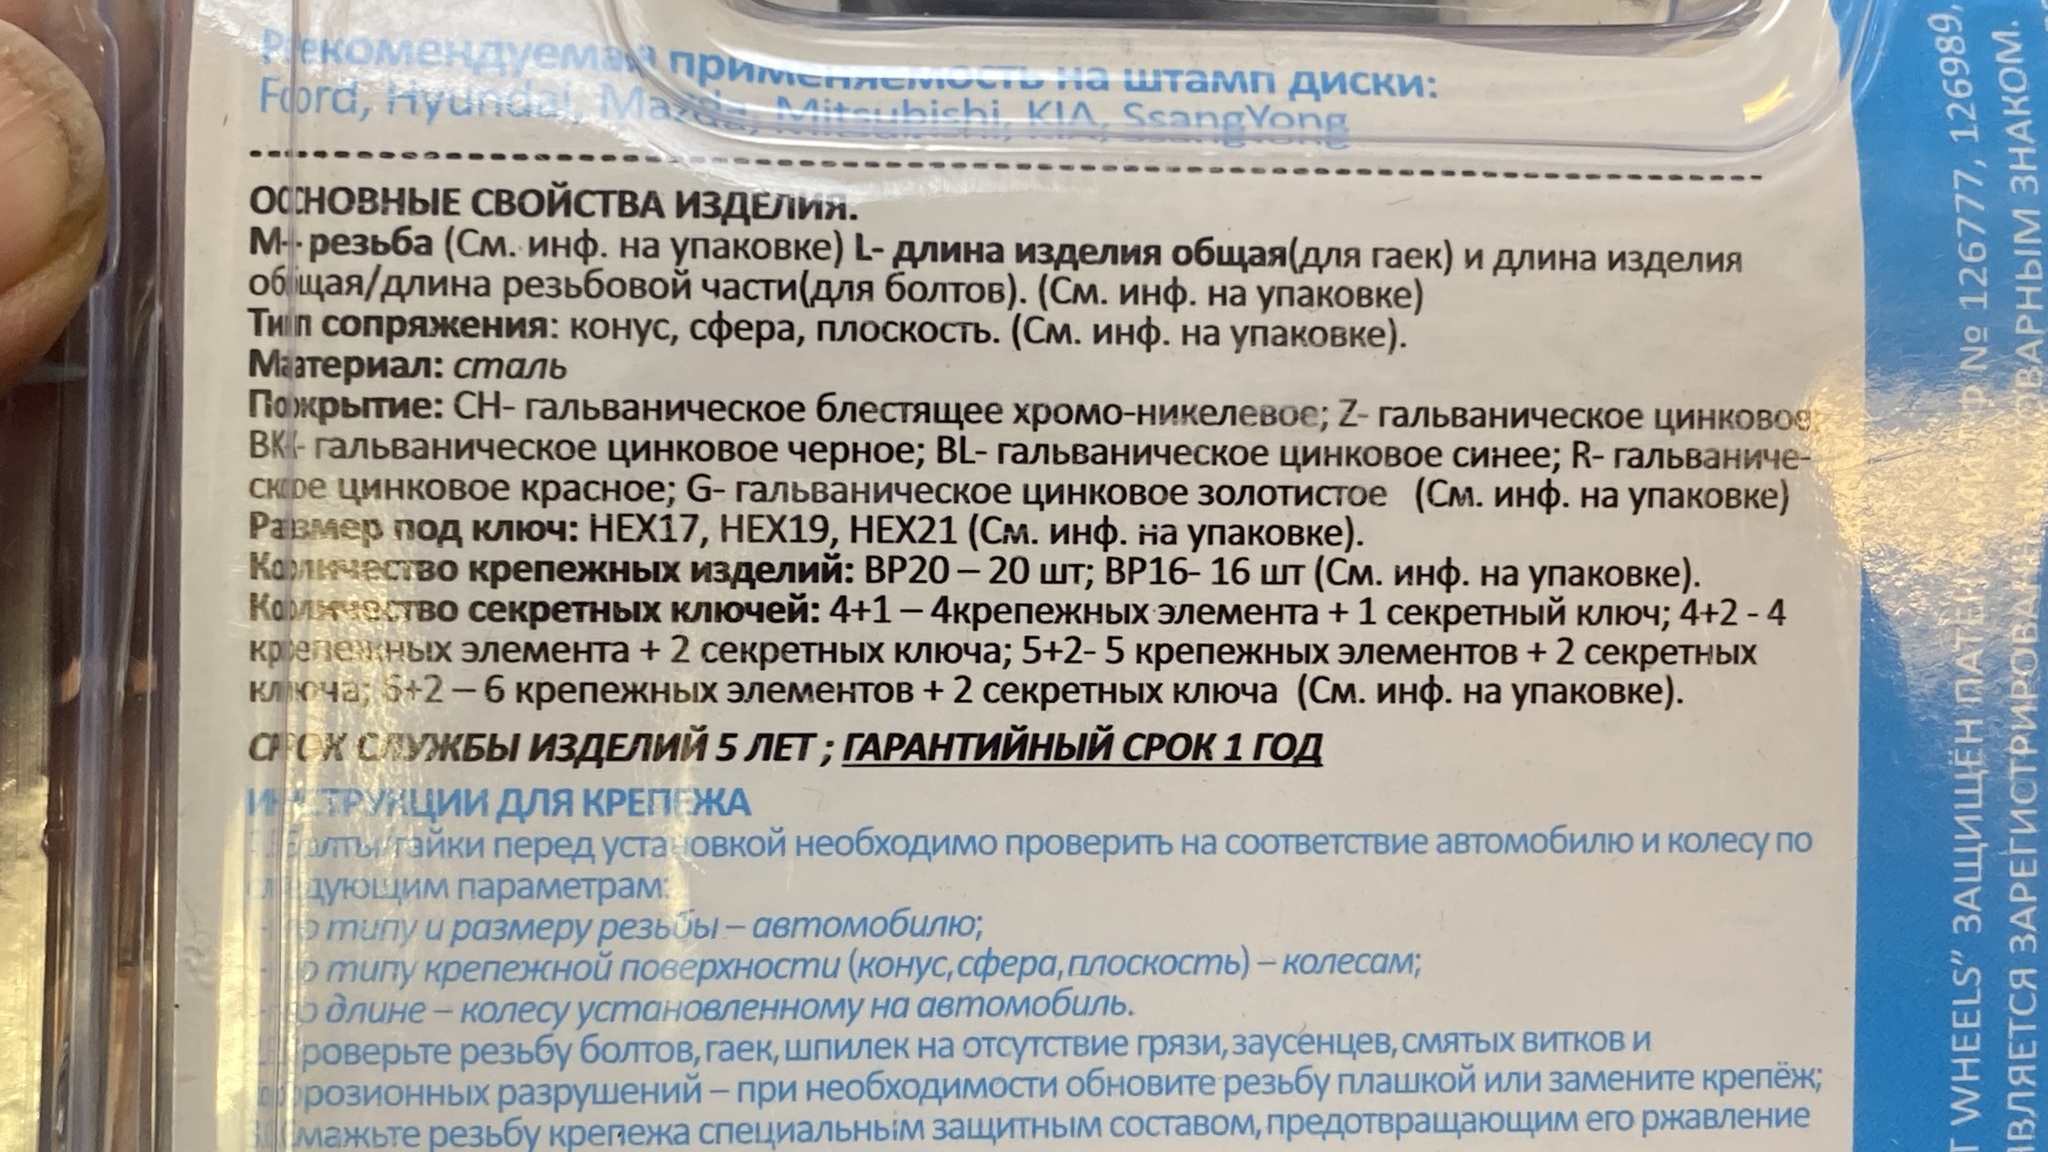 Рекомендуемая применяемость на штамп диски:
Ford, Hyundai, Mazda, Mitsubishi, KIA, SsangYong
ОСНОВНЫЕ СВОЙСТВА ИЗДЕЛИЯ.
М- резьба (См. инф. на упаковке) L- длина изделия общая(для гаек) и длина изделия
общая/длина резьбовой части(для болтов). (См. инф. на упаковке)
Тип сопряжения: конус, сфера, плоскость. (См. инф. на упаковке).
Материал: сталь
Покрытие: CH- гальваническое блестящее хромо-никелевое; Z- гальваническое цинковое;
BK- гальваническое цинковое черное; BL- гальваническое цинковое синее; R- гальваниче-
ское цинковое красное; G- гальваническое цинковое золотистое (См. инф. на упаковке)
Размер под ключ: HEX17, HEX19, HEX21 (См. инф. на упаковке).
Количество крепежных изделий: BP20 – 20 шт; BP16- 16 шт (См. инф. на упаковке).
Количество секретных ключей: 4+1 – 4крепежных элемента + 1 секретный ключ; 4+2 - 4
крепежных элемента + 2 секретных ключа; 5+2- 5 крепежных элементов + 2 секретных
ключа; 6+2 – 6 крепежных элементов + 2 секретных ключа (См. инф. на упаковке).
СРОК СЛУЖБЫ ИЗДЕЛИЙ 5 ЛЕТ ; ГАРАНТИЙНЫЙ СРОК 1 ГОД
ИНСТРУКЦИИ ДЛЯ КРЕПЕЖА
Болты/гайки перед установкой необходимо проверить на соответствие автомобилю и колесу по
следующим параметрам:
- по типу и размеру резьбы – автомобилю;
- по типу крепежной поверхности (конус,сфера,плоскость) – колесам;
- по длине – колесу установленному на автомобиль.
Проверьте резьбу болтов, гаек, шпилек на отсутствие грязи, заусенцев, смятых витков и
коррозионных разрушений – при необходимости обновите резьбу плашкой или замените крепёж;
3. Смажьте резьбу крепежа специальным защитным составом, предотвращающим его ржавление
WHEELS” ЗАЩИЩЁН № 126777, 1269889,
ЯВЛЯЕТСЯ ТОВАРНЫМ ЗНАКОМ.